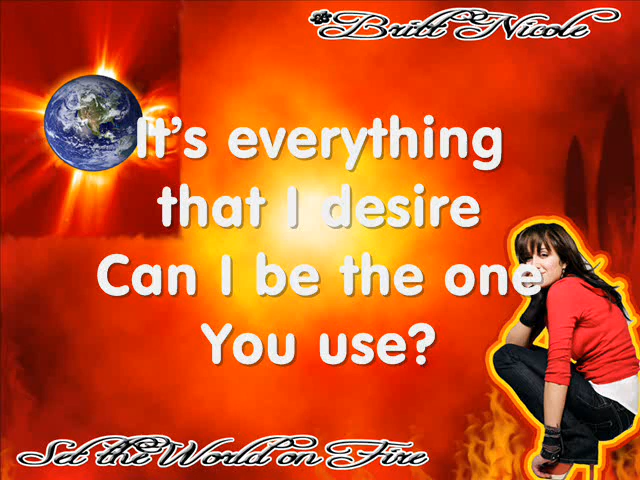 Britt Nicole
It's everything
that I desire
Can I be the one
You use?
Set the World on Fire